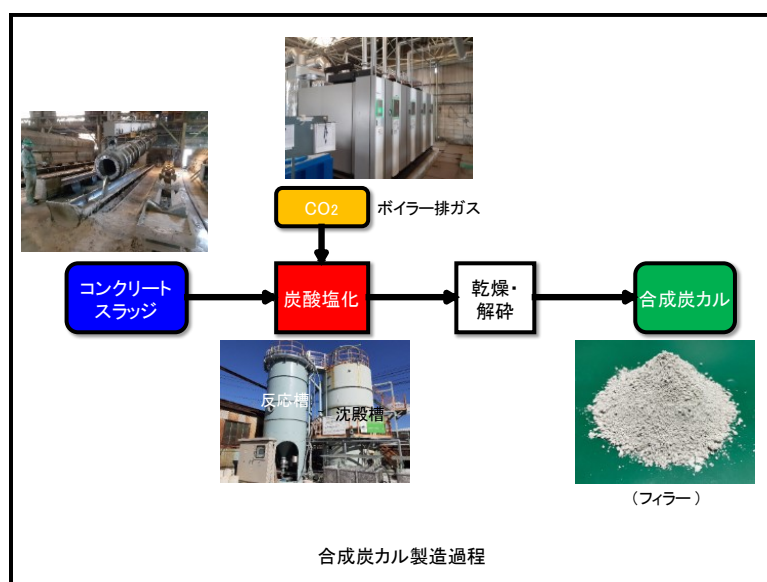 CO2
ボイラー排ガス
コンクリート
スラッジ
炭酸塩化
乾燥・
解砕
合成炭カル
反応槽
沈殿槽
（フィラー）
合成炭カル製造過程